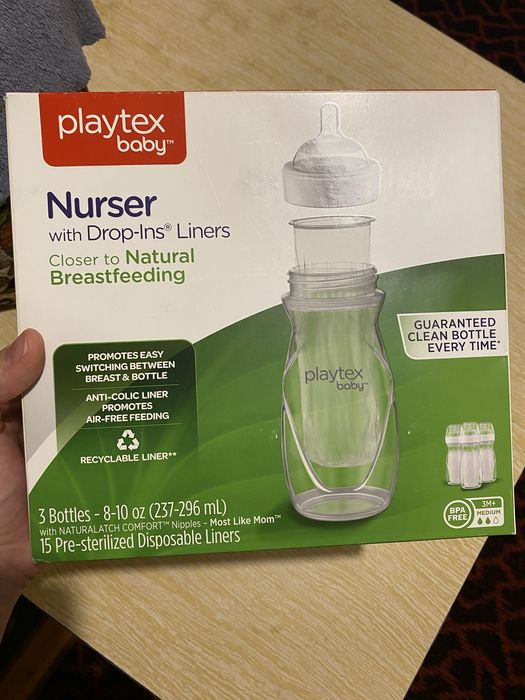 playtex
baby™
Nurser
with Drop-Ins® Liners
Closer to Natural
Breastfeeding
PROMOTES EASY
SWITCHING BETWEEN
BREAST & BOTTLE
ANTI-COLIC LINER
PROMOTES
AIR-FREE FEEDING
RECYCLABLE LINER**
playtex
baby™
GUARANTEED
CLEAN BOTTLE
EVERY TIME*
3 Bottles - 8-10 oz (237-296 mL)
with NATURALATCH COMFORT™ Nipples - Most Like Mom™
15 Pre-sterilized Disposable Liners
BPA
FREE
3M+
MEDIUM